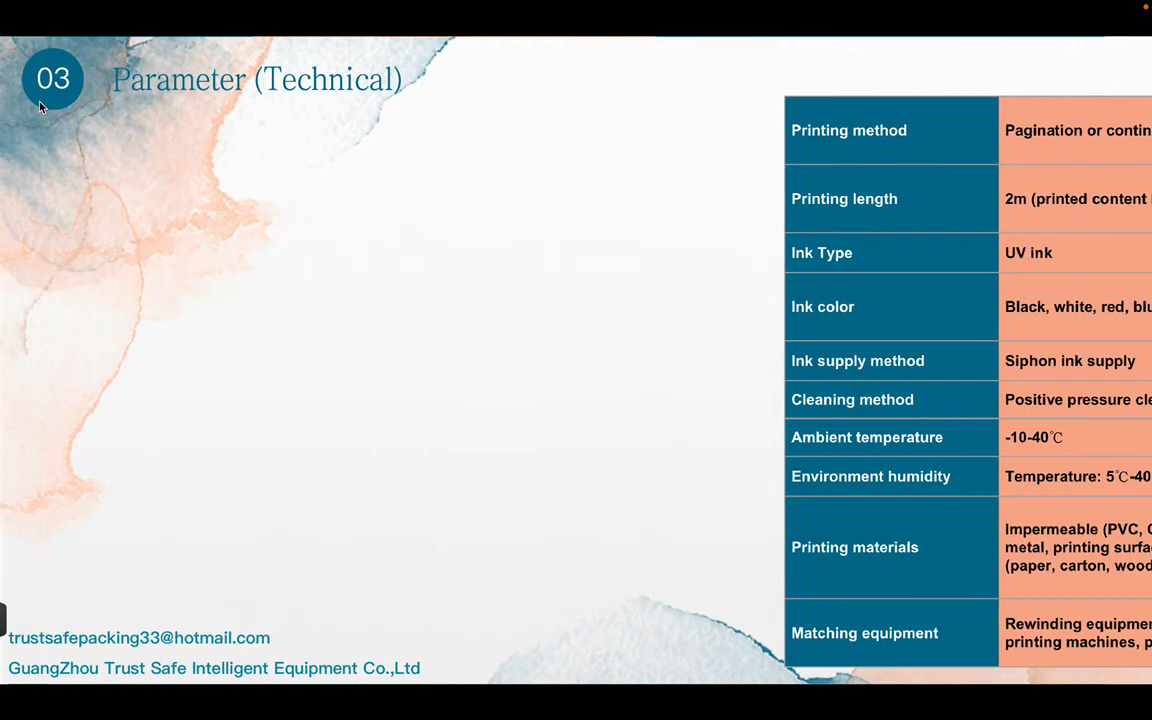 03 Parameter (Technical)
Printing method Pagination or contin
Printing length 2m (printed content
Ink Type UV ink
Ink color Black, white, red, blu
Ink supply method Siphon ink supply
Cleaning method Positive pressure cle
Ambient temperature -10-40℃
Environment humidity Temperature: 5℃-40
Printing materials Impermeable (PVC,
metal, printing surfa
(paper, carton, wood
Matching equipment Rewinding equipmen
printing machines, p
trustsafepacking33@hotmail.com
GuangZhou Trust Safe Intelligent Equipment Co.,Ltd